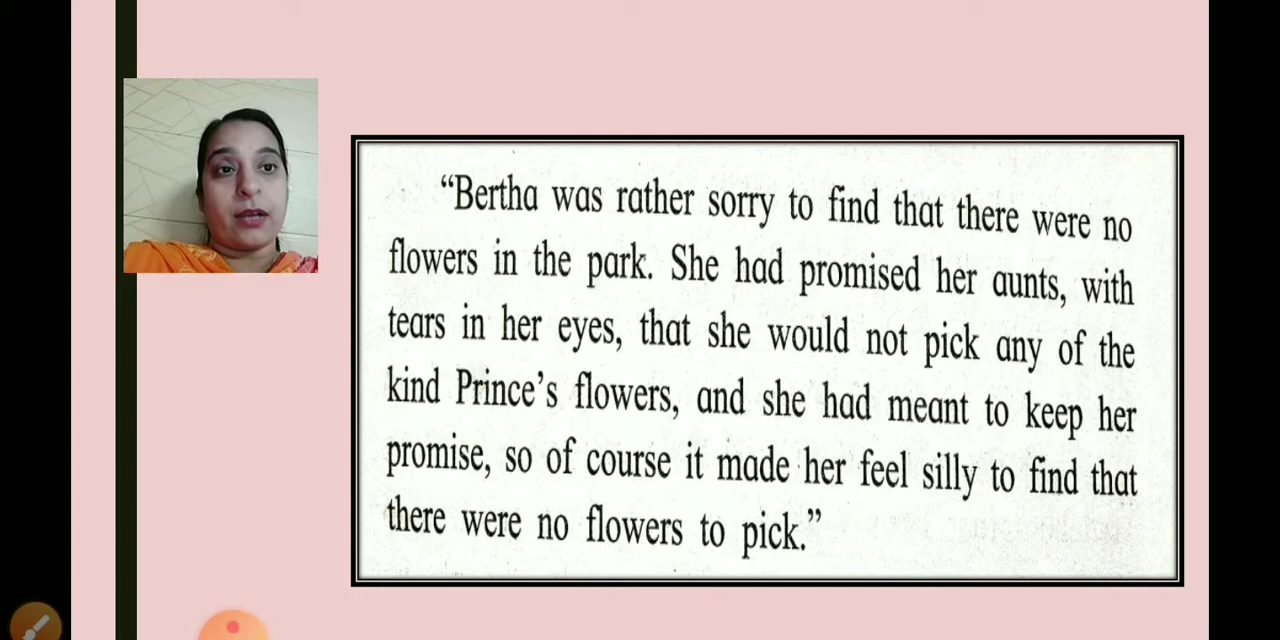 “Bertha was rather sorry to find that there were no
flowers in the park. She had promised her aunts, with
tears in her eyes, that she would not pick any of the
kind Prince’s flowers, and she had meant to keep her
promise, so of course it made her feel silly to find that
there were no flowers to pick.”